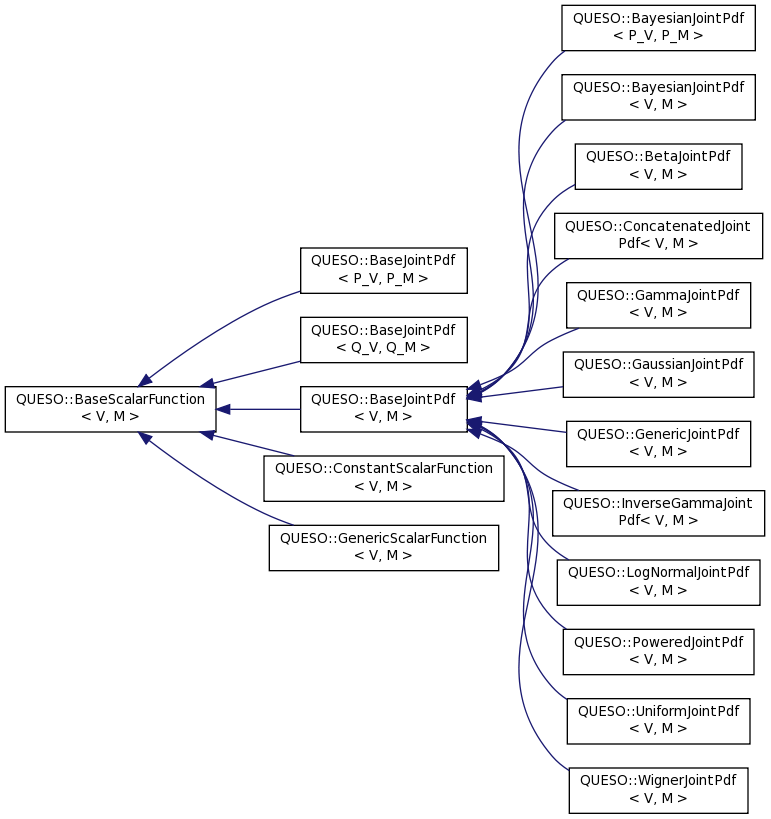 QUESO::BaseScalarFunction
< V, M >
QUESO::BaseJointPdf
< P_V, P_M >
QUESO::BaseJointPdf
< Q_V, Q_M >
QUESO::BaseJointPdf
< V, M >
QUESO::ConstantScalarFunction
< V, M >
QUESO::GenericScalarFunction
< V, M >
QUESO::BayesianJointPdf
< P_V, P_M >
QUESO::BayesianJointPdf
< V, M >
QUESO::BetaJointPdf
< V, M >
QUESO::ConcatenatedJoint
Pdf< V, M >
QUESO::GammaJointPdf
< V, M >
QUESO::GaussianJointPdf
< V, M >
QUESO::GenericJointPdf
< V, M >
QUESO::InverseGammaJoint
Pdf< V, M >
QUESO::LogNormalJointPdf
< V, M >
QUESO::PoweredJointPdf
< V, M >
QUESO::UniformJointPdf
< V, M >
QUESO::WignerJointPdf
< V, M >